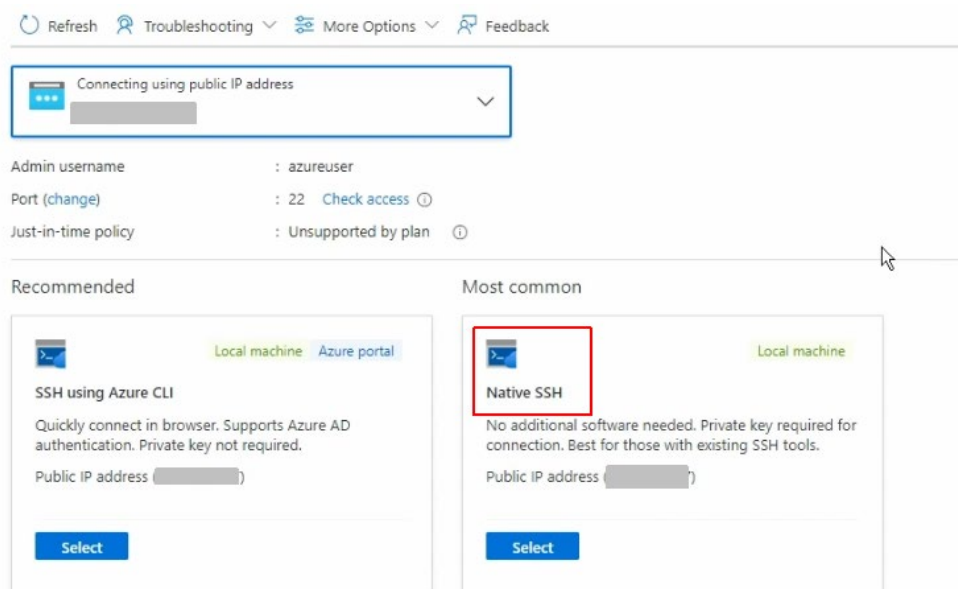 Refresh Troubleshooting More Options Feedback
Connecting using public IP address
Admin username : azureuser
Port (change) : 22 Check access
Just-in-time policy : Unsupported by plan
Recommended
Local machine Azure portal
SSH using Azure CLI
Quickly connect in browser. Supports Azure AD
authentication. Private key not required.
Public IP address ( )
Select
Most common
Local machine
Native SSH
No additional software needed. Private key required for
connection. Best for those with existing SSH tools.
Public IP address ( )
Select